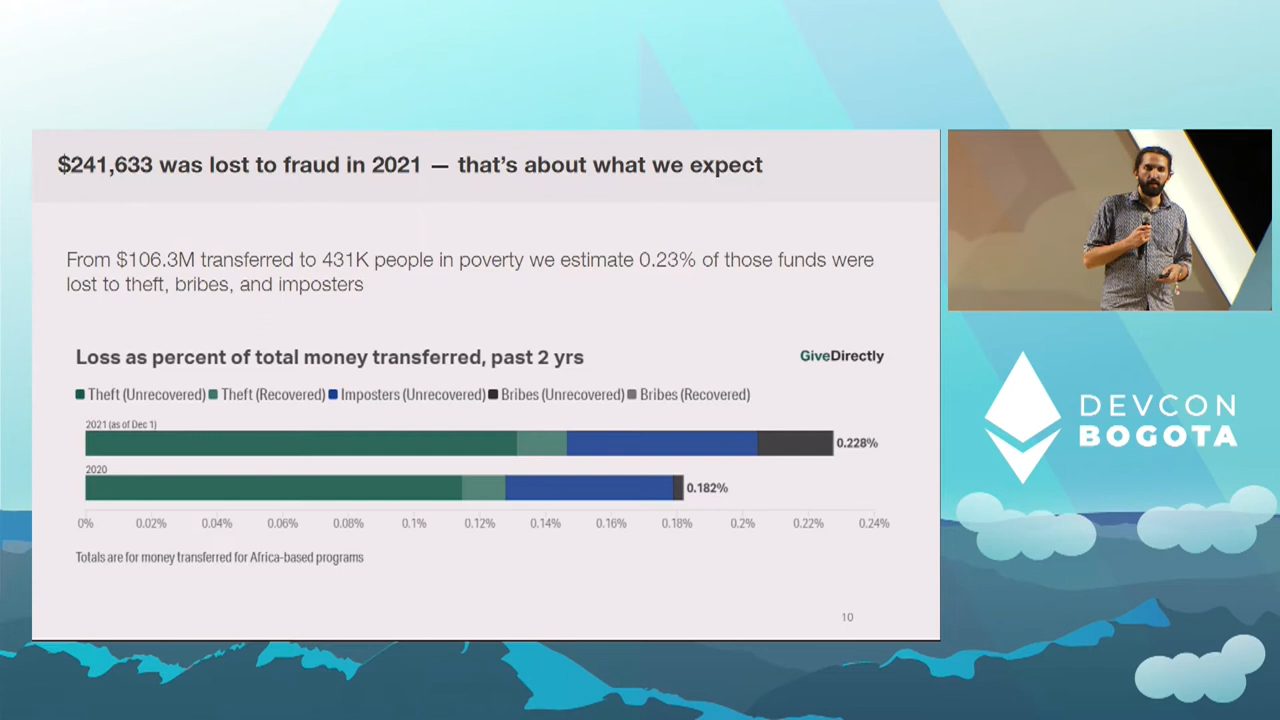 $241,633 was lost to fraud in 2021 — that's about what we expect
From $106.3M transferred to 431K people in poverty we estimate 0.23% of those funds were
lost to theft, bribes, and imposters
Loss as percent of total money transferred, past 2 yrs
GiveDirectly
Theft (Unrecovered) Theft (Recovered) Imposters (Unrecovered) Bribes (Unrecovered) Bribes (Recovered)
2021 (as of Dec 1)
0.228%
2020
0.182%
0% 0.02% 0.04% 0.06% 0.08% 0.1% 0.12% 0.14% 0.16% 0.18% 0.2% 0.22% 0.24%
Totals are for money transferred for Africa-based programs
10
DEVCON
BOGOTA